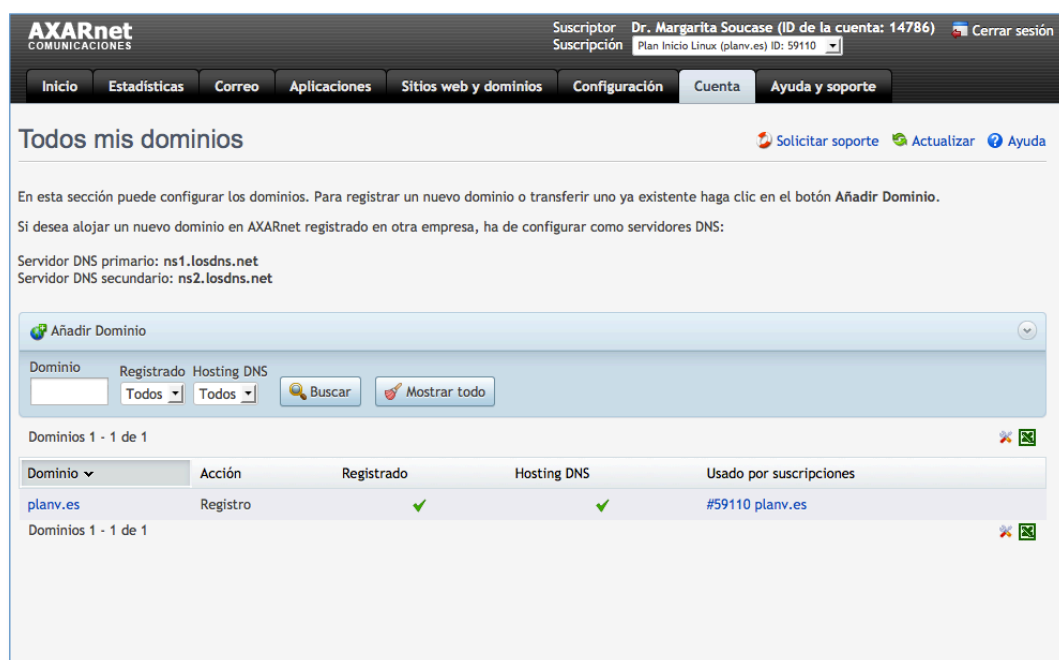 AXARnet
COMUNICACIONES
Suscriptor Dr. Margarita Soucase (ID de la cuenta: 14786) Cerrar sesión
Suscripción Plan Inicio Linux (planv.es) ID: 59110
Inicio Estadísticas Correo Aplicaciones Sitios web y dominios Configuración Cuenta Ayuda y soporte
Todos mis dominios
Solicitar soporte Actualizar Ayuda
En esta sección puede configurar los dominios. Para registrar un nuevo dominio o transferir uno ya existente haga clic en el botón Añadir Dominio.
Si desea alojar un nuevo dominio en AXARnet registrado en otra empresa, ha de configurar como servidores DNS:
Servidor DNS primario: ns1.losdns.net
Servidor DNS secundario: ns2.losdns.net
Añadir Dominio
Dominio Registrado Hosting DNS
Todos Todos Buscar Mostrar todo
Dominios 1 - 1 de 1
Dominio Acción Registrado Hosting DNS Usado por suscripciones
planv.es Registro #59110 planv.es
Dominios 1 - 1 de 1